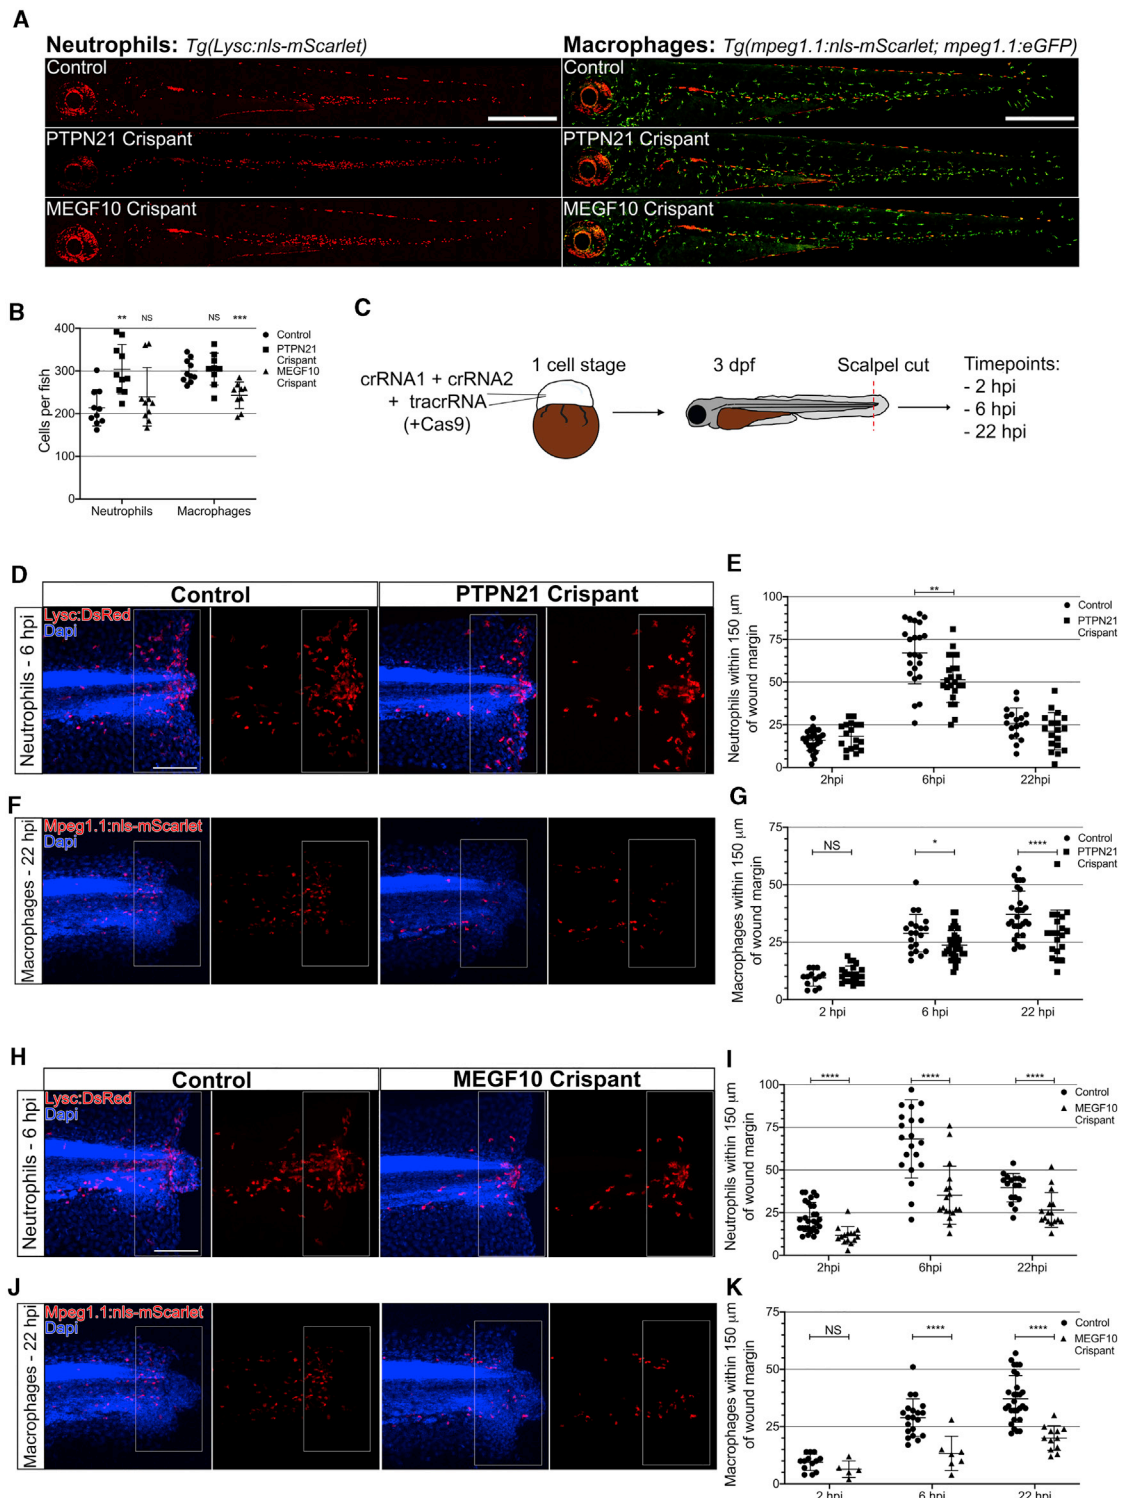 A
Neutrophils: Tg(Lysc:nls-mScarlet)
Macrophages: Tg(mpeg1.1:nls-mScarlet; mpeg1.1:eGFP)
Control
Control
PTPN21 Crispant
PTPN21 Crispant
MEGF10 Crispant
MEGF10 Crispant
B
Cells per fish
400
300
200
100
0
**
NS
NS
***
Control
PTPN21
Crispant
MEGF10
Crispant
Neutrophils
Macrophages
C
crRNA1 + crRNA2
+ tracrRNA
(+Cas9)
1 cell stage
3 dpf
Scalpel cut
Timepoints:
- 2 hpi
- 6 hpi
- 22 hpi
D
Control
PTPN21 Crispant
Neutrophils - 6 hpi
Lysc:DsRed
Dapi
E
Neutrophils within 150 μm
of wound margin
100
75
50
25
0
**
Control
PTPN21
Crispant
2hpi
6hpi
22hpi
F
Macrophages - 22 hpi
Mpeg1.1:nls-mScarlet
Dapi
G
Macrophages within 150 μm
of wound margin
75
50
25
0
NS
*
****
Control
PTPN21
Crispant
2 hpi
6 hpi
22 hpi
H
Control
MEGF10 Crispant
Neutrophils - 6 hpi
Lysc:DsRed
Dapi
I
Neutrophils within 150 μm
of wound margin
100
75
50
25
0
****
****
****
Control
MEGF10
Crispant
2hpi
6hpi
22hpi
J
Macrophages - 22 hpi
Mpeg1.1:nls-mScarlet
Dapi
K
Macrophages within 150 μm
of wound margin
75
50
25
0
NS
****
****
Control
MEGF10
Crispant
2 hpi
6 hpi
22 hpi